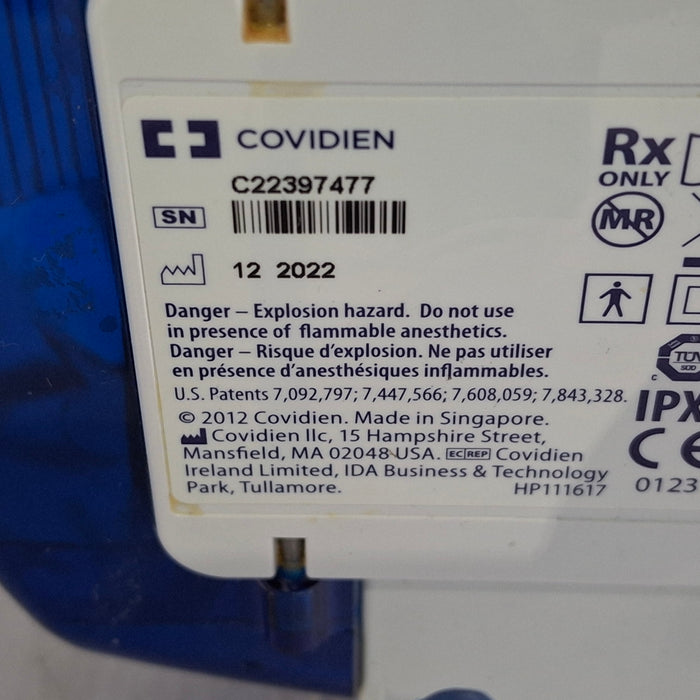 COVIDIEN
C22397477
SN
12 2022
Danger – Explosion hazard. Do not use
in presence of flammable anesthetics.
Danger – Risque d'explosion. Ne pas utiliser
en présence d'anesthésiques inflammables.
U.S. Patents 7,092,797; 7,447,566; 7,608,059; 7,843,328.
© 2012 Covidien. Made in Singapore.
Covidien llc, 15 Hampshire Street,
Mansfield, MA 02048 USA. EC REP Covidien
Ireland Limited, IDA Business & Technology
Park, Tullamore.
HP111617
Rx
ONLY
MR
TÜV
SÜD
C
IPX
CE
0123